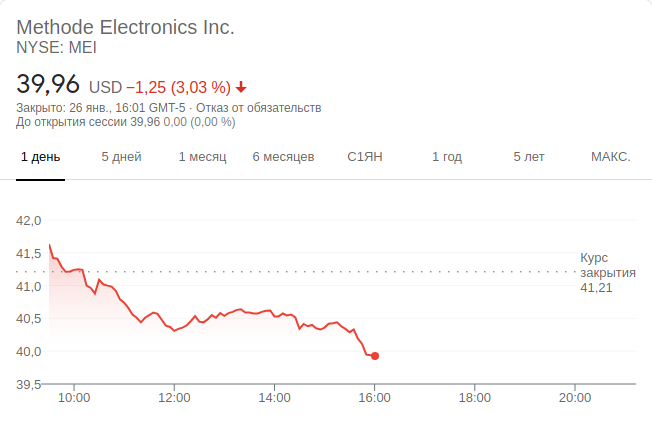 Methode Electronics Inc.
NYSE: MEI
39,96 USD −1,25 (3,03 %) ↓
Закрыто: 26 янв., 16:01 GMT-5 · Отказ от обязательств
До открытия сессии 39,96 0,00 (0,00 %)
1 день 5 дней 1 месяц 6 месяцев С1ЯН 1 год 5 лет МАКС.
42,0
41,5
41,0
40,5
40,0
39,5
Курс
закрытия
41,21
10:00 12:00 14:00 16:00 18:00 20:00